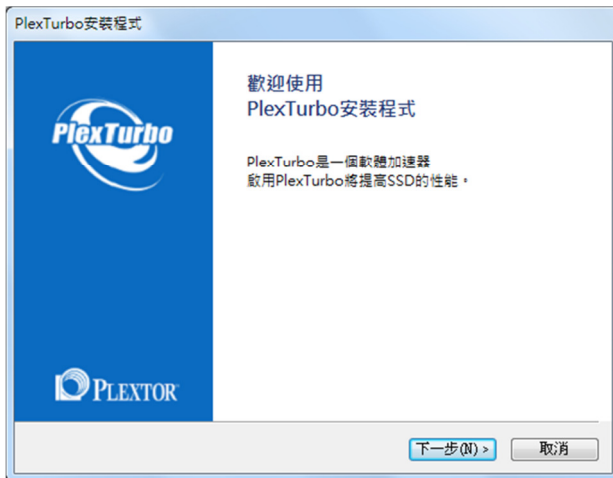 PlexTurbo安裝程式
PlexTurbo
歡迎使用
PlexTurbo安裝程式
PlexTurbo是一個軟體加速器
啟用PlexTurbo將提高SSD的性能。
PLEXTOR
下一步(N) >
取消